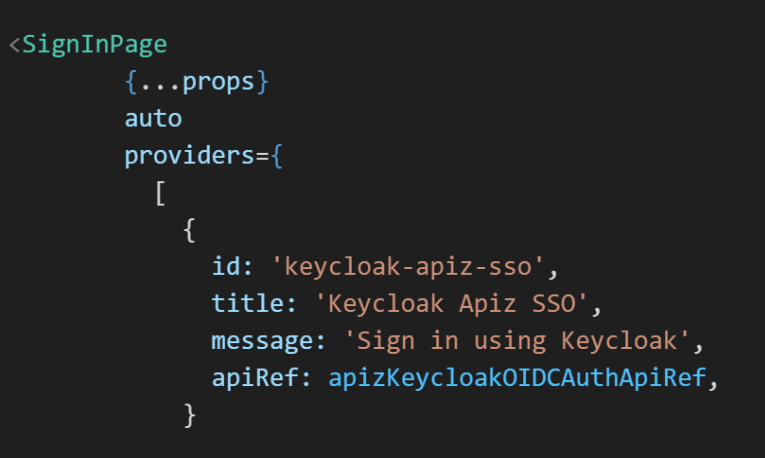 <SignInPage
{...props}
auto
providers={
[
{
id: 'keycloak-apiz-sso',
title: 'Keycloak Apiz SSO',
message: 'Sign in using Keycloak',
apiRef: apizKeycloakOIDCAuthApiRef,
}